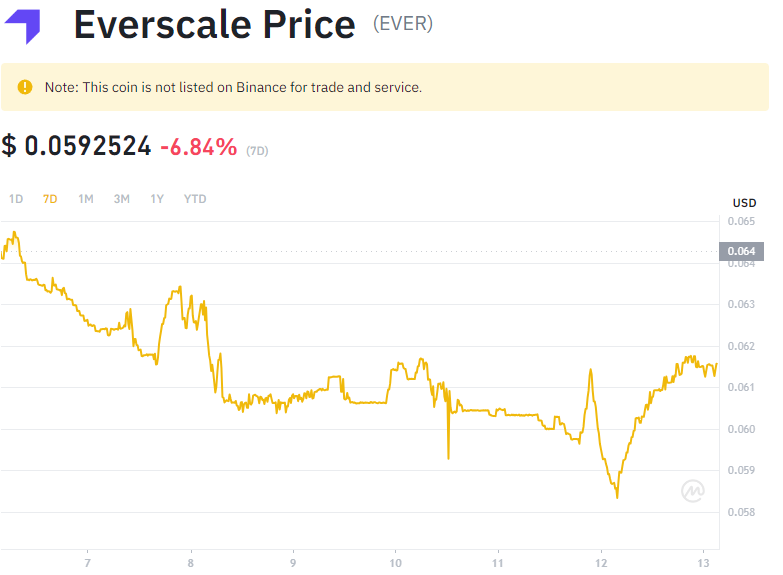 Everscale Price (EVER)
Note: This coin is not listed on Binance for trade and service.
$ 0.0592524 -6.84% (7D)
1D 7D 1M 3M 1Y YTD
USD
0.065
0.064
0.064
0.063
0.062
0.061
0.060
0.059
0.058
7 8 9 10 11 12 13